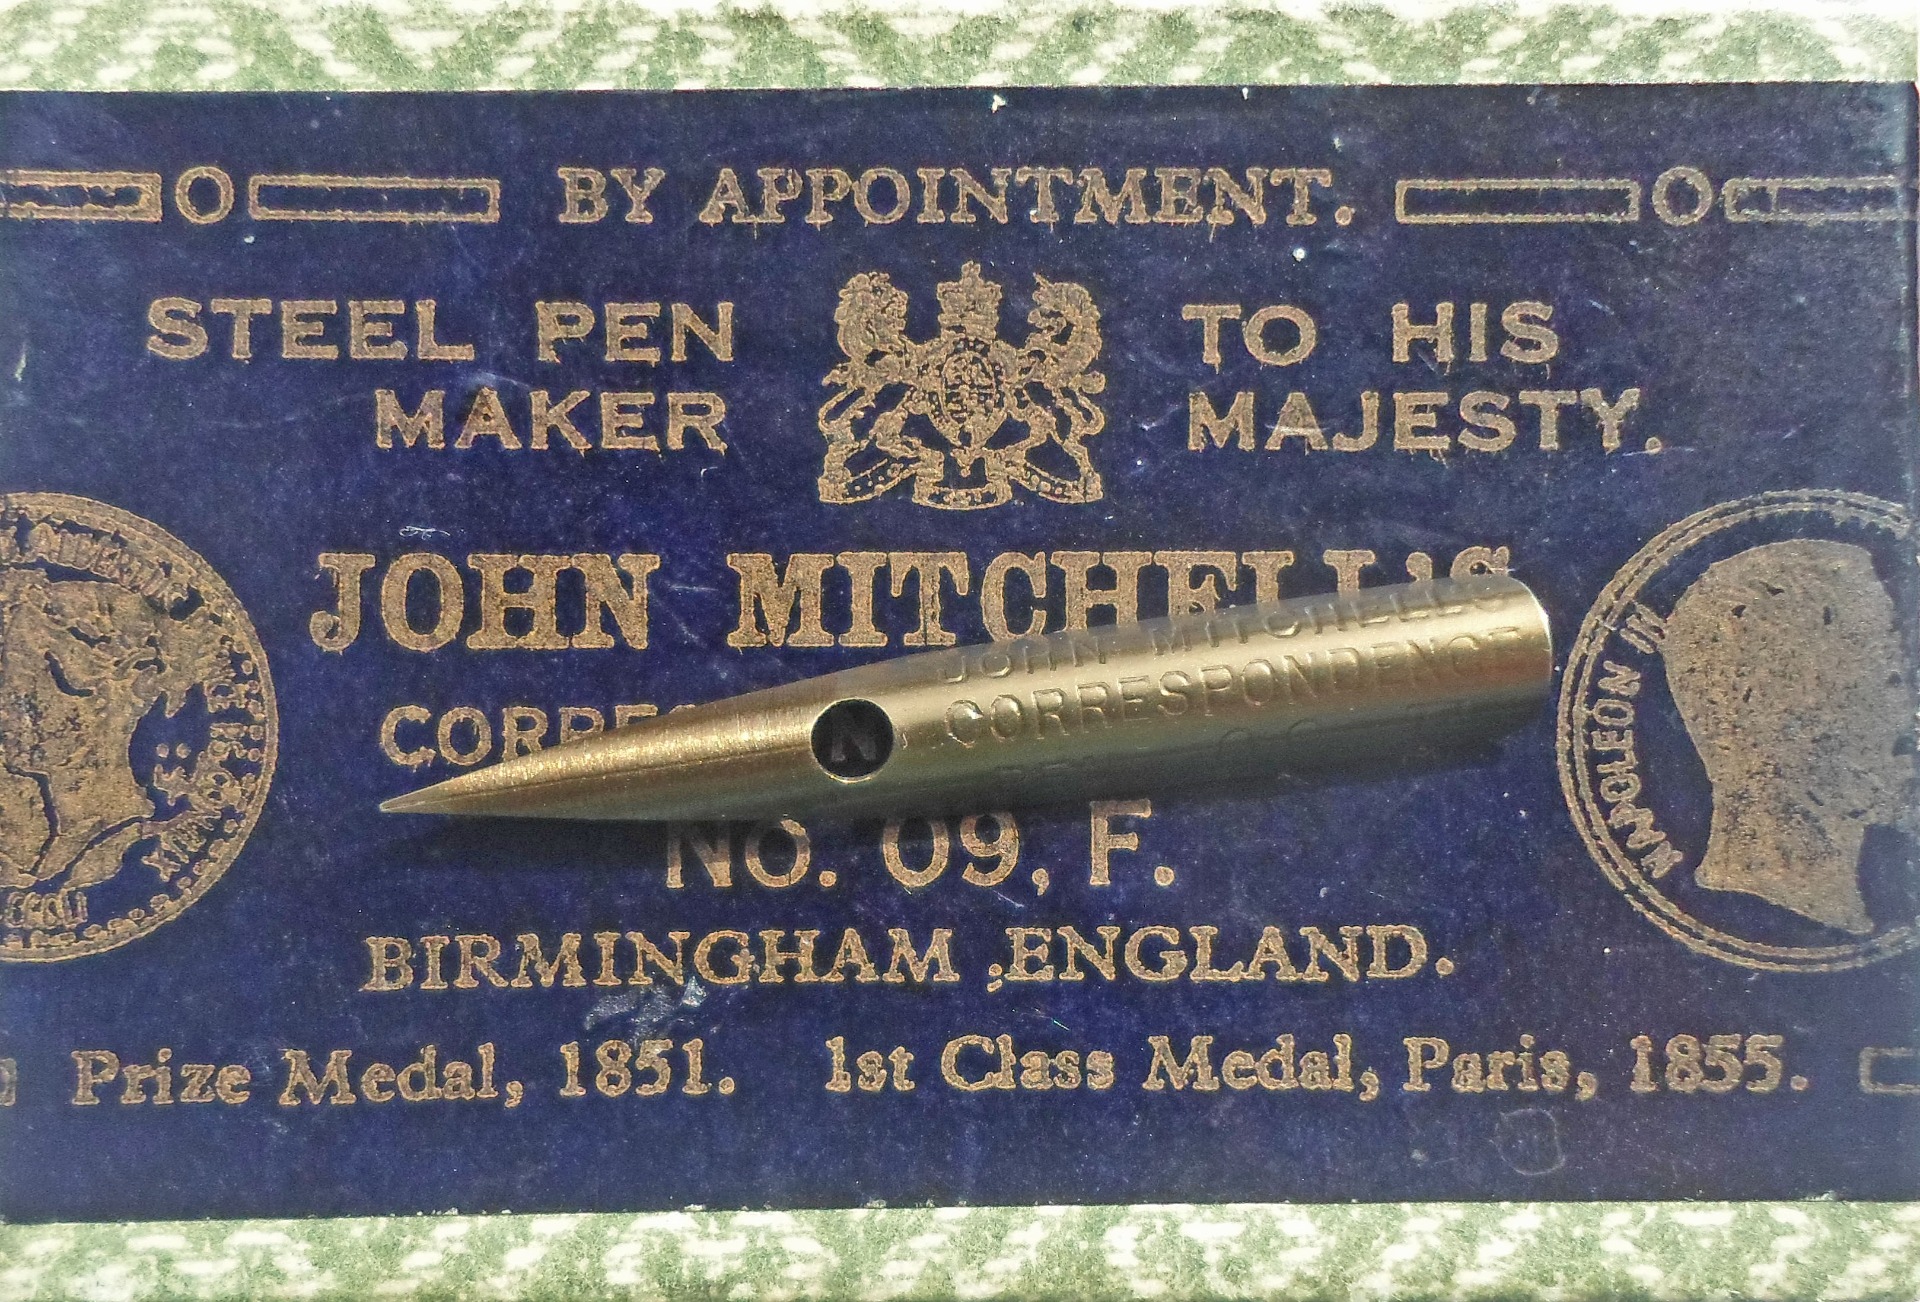 BY APPOINTMENT.
STEEL PEN TO HIS
MAKER MAJESTY.
JOHN MITCHELL'S
JOHN MITCHELL'S
CORRESPONDENCE
NO. 09, F.
BIRMINGHAM, ENGLAND.
Prize Medal, 1851. 1st Class Medal, Paris, 1855.
NAPOLEON III